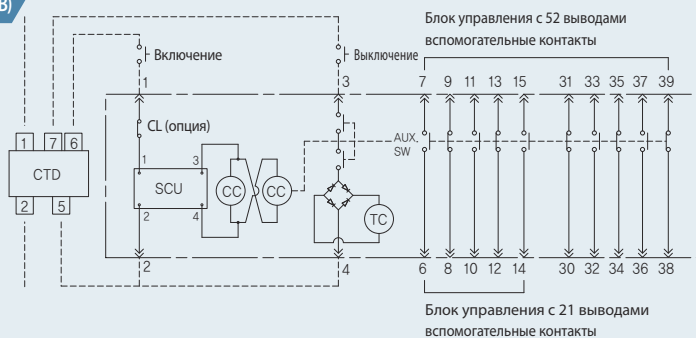 В)
Блок управления с 52 выводами
вспомогательные контакты
Включение
Выключение
1 3 7 9 11 13 15 31 33 35 37 39
CL (опция)
AUX.
SW
1 7 6
CTD
2 5
1 3
SCU
2 4
CC CC
TC
2 4 6 8 10 12 14 30 32 34 36 38
Блок управления с 21 выводами
вспомогательные контакты